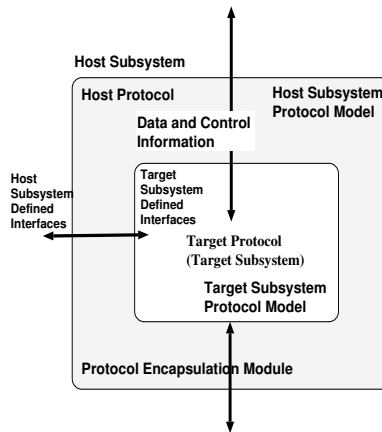 Host Subsystem
Host Protocol
Host Subsystem
Protocol Model
Data and Control
Information
Host
Subsystem
Defined
Interfaces
Target
Subsystem
Defined
Interfaces
Target Protocol
(Target Subsystem)
Target Subsystem
Protocol Model
Protocol Encapsulation Module